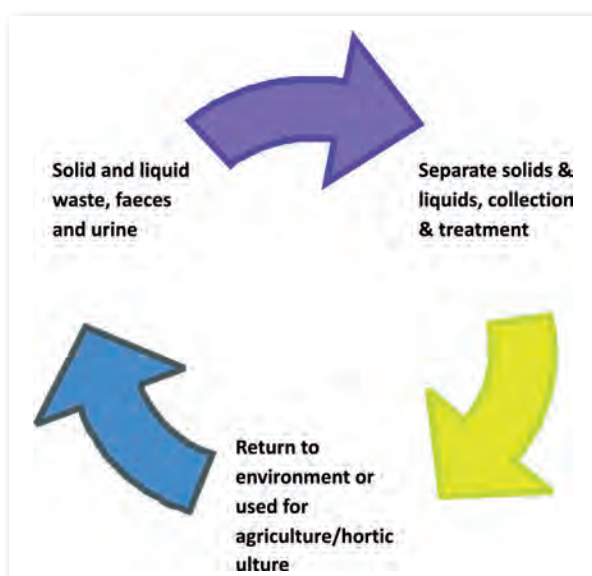 Solid and liquid
waste, faeces
and urine
Separate solids &
liquids, collection
& treatment
Return to
environment or
used for
agriculture/hortic
ulture